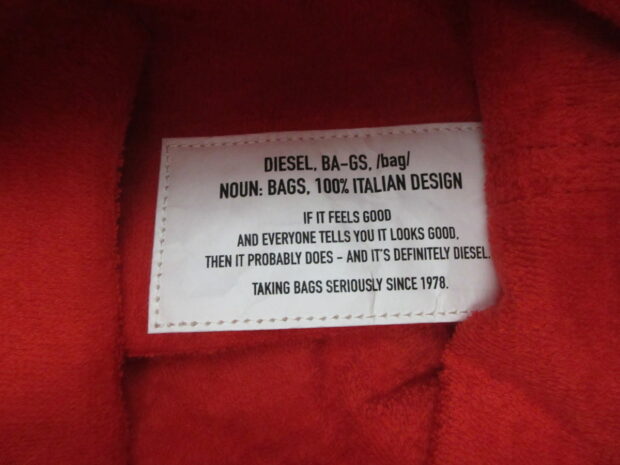 DIESEL, BA-GS, /bag/
NOUN: BAGS, 100% ITALIAN DESIGN
IF IT FEELS GOOD
AND EVERYONE TELLS YOU IT LOOKS GOOD,
THEN IT PROBABLY DOES – AND IT'S DEFINITELY DIESEL.
TAKING BAGS SERIOUSLY SINCE 1978.